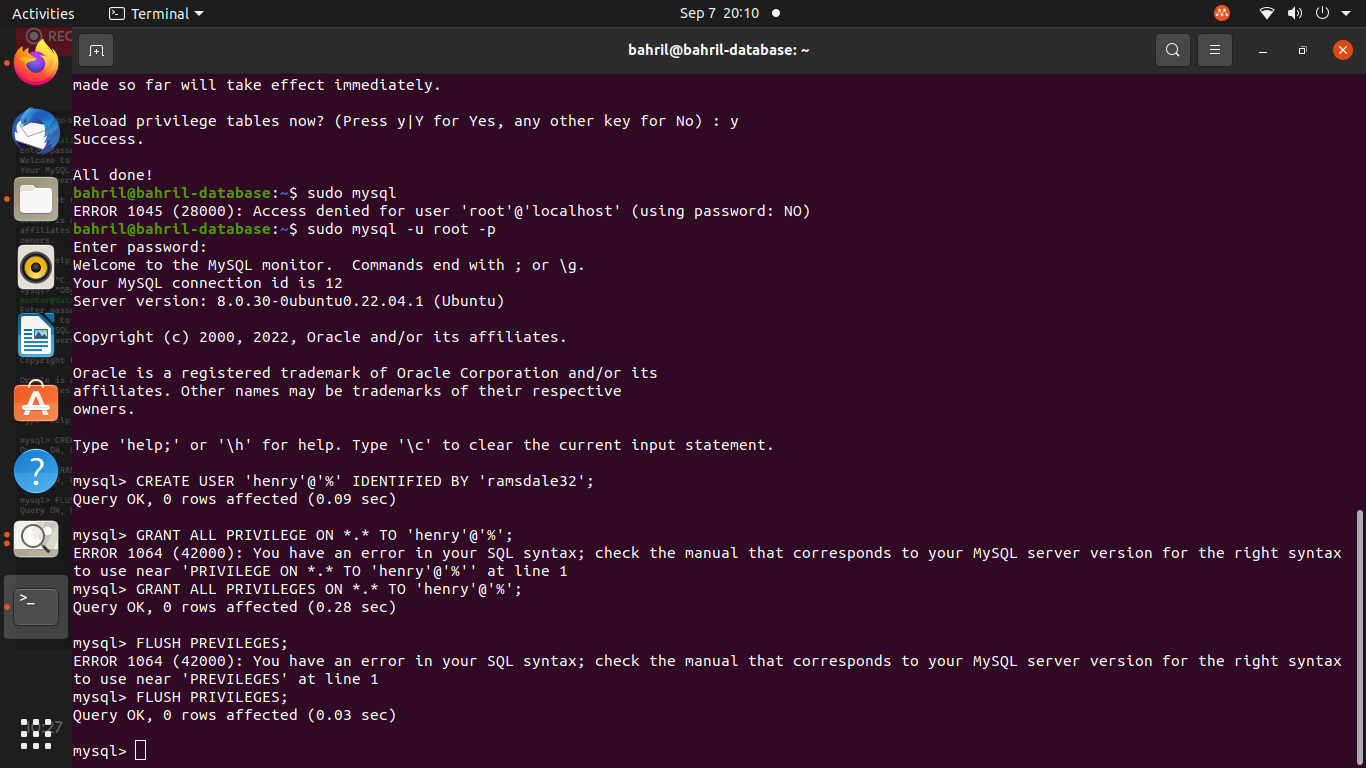 Activities
Terminal
Sep 7 20:10
REC
bahril@bahril-database: ~
made so far will take effect immediately.
Reload privilege tables now? (Press y|Y for Yes, any other key for No) : y
Success.
All done!
bahril@bahril-database:~$ sudo mysql
ERROR 1045 (28000): Access denied for user 'root'@'localhost' (using password: NO)
bahril@bahril-database:~$ sudo mysql -u root -p
Enter password:
Welcome to the MySQL monitor.  Commands end with ; or \g.
Your MySQL connection id is 12
Server version: 8.0.30-0ubuntu0.22.04.1 (Ubuntu)
Copyright (c) 2000, 2022, Oracle and/or its affiliates.
Oracle is a registered trademark of Oracle Corporation and/or its
affiliates. Other names may be trademarks of their respective
owners.
Type 'help;' or '\h' for help. Type '\c' to clear the current input statement.
mysql> CREATE USER 'henry'@'%' IDENTIFIED BY 'ramsdale32';
Query OK, 0 rows affected (0.09 sec)
mysql> GRANT ALL PRIVILEGE ON *.* TO 'henry'@'%';
ERROR 1064 (42000): You have an error in your SQL syntax; check the manual that corresponds to your MySQL server version for the right syntax
to use near 'PRIVILEGE ON *.* TO 'henry'@'%'' at line 1
mysql> GRANT ALL PRIVILEGES ON *.* TO 'henry'@'%';
Query OK, 0 rows affected (0.28 sec)
mysql> FLUSH PREVILEGES;
ERROR 1064 (42000): You have an error in your SQL syntax; check the manual that corresponds to your MySQL server version for the right syntax
to use near 'PREVILEGES' at line 1
mysql> FLUSH PRIVILEGES;
Query OK, 0 rows affected (0.03 sec)
mysql>